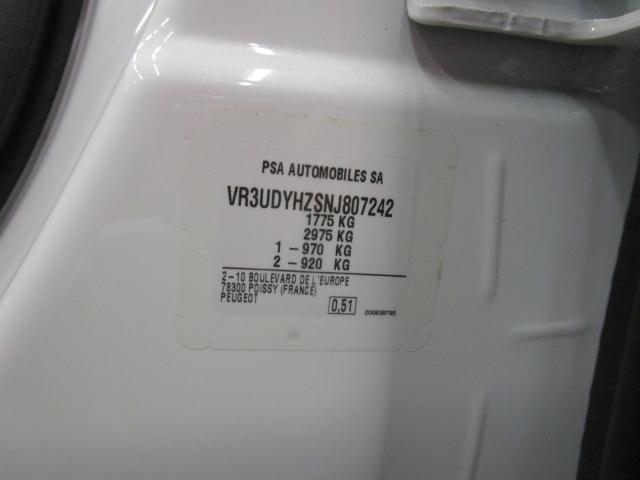 PSA AUTOMOBILES SA
VR3UDYHZSNJ807242
1775 KG
2975 KG
1 - 970 KG
2 - 920 KG
2-10 BOULEVARD DE L'EUROPE
78300 POISSY (FRANCE)
PEUGEOT
0,51
200638795